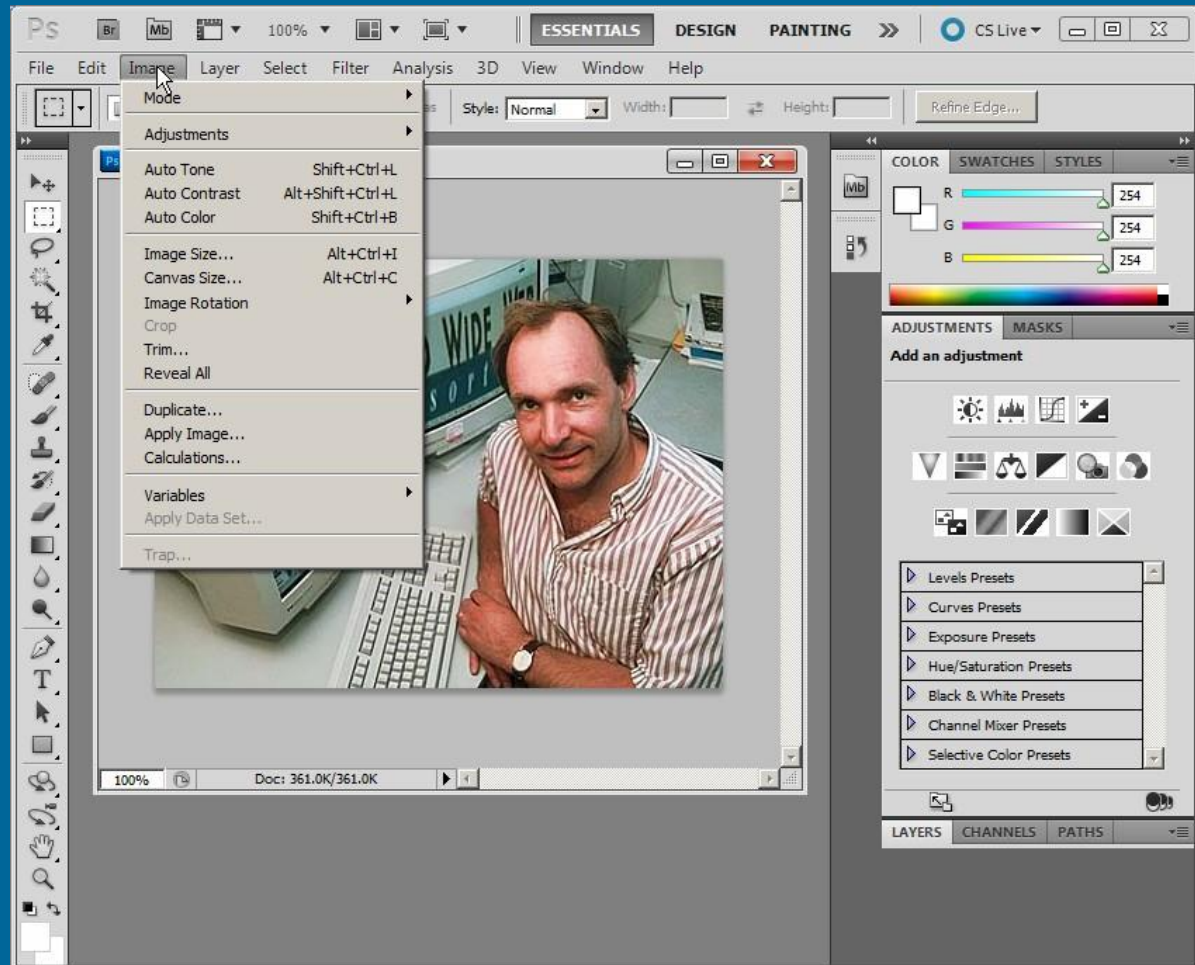 Ps Br Mb 100% ESSENTIALS DESIGN PAINTING CS Live
File Edit Image Layer Select Filter Analysis 3D View Window Help
Style: Normal Width: Height: Refine Edge...
Mode
Adjustments
Auto Tone Shift+Ctrl+L
Auto Contrast Alt+Shift+Ctrl+L
Auto Color Shift+Ctrl+B
Image Size... Alt+Ctrl+I
Canvas Size... Alt+Ctrl+C
Image Rotation
Crop
Trim...
Reveal All
Duplicate...
Apply Image...
Calculations...
Variables
Apply Data Set...
Trap...
Ps
WIDE WEB
Mb
COLOR SWATCHES STYLES
R 254
G 254
B 254
ADJUSTMENTS MASKS
Add an adjustment
Levels Presets
Curves Presets
Exposure Presets
Hue/Saturation Presets
Black & White Presets
Channel Mixer Presets
Selective Color Presets
100% Doc: 361.0K/361.0K
LAYERS CHANNELS PATHS